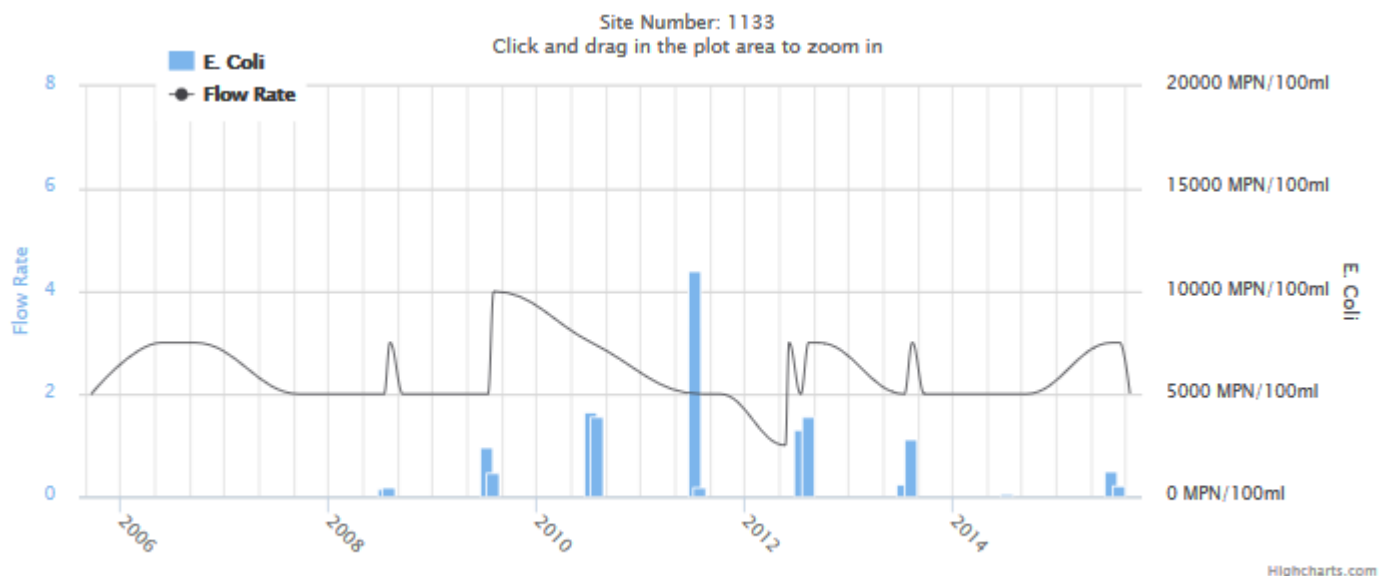 Site Number: 1133
Click and drag in the plot area to zoom in
E. Coli
Flow Rate
8
6
4
2
0
Flow Rate
20000 MPN/100ml
15000 MPN/100ml
10000 MPN/100ml
5000 MPN/100ml
0 MPN/100ml
E. Coli
2006
2008
2010
2012
2014
Highcharts.com